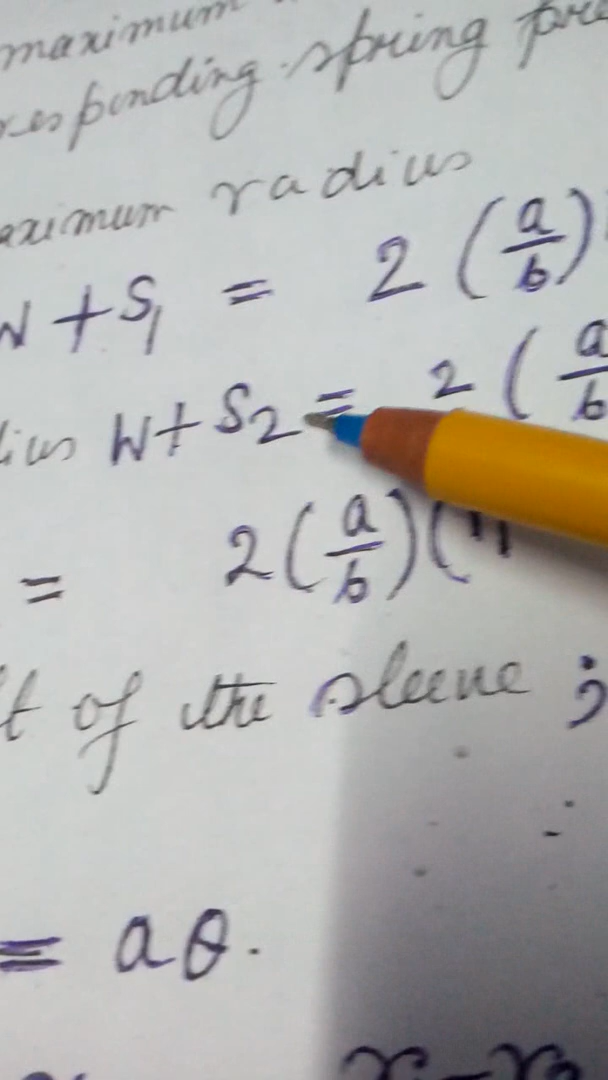 maximum
responding spring
maximum radius
W + S₁ = 2 (a/b)
W + S₂ = 2 (a/b
= 2 (a/b) (
of the sleeve ;
= aθ.